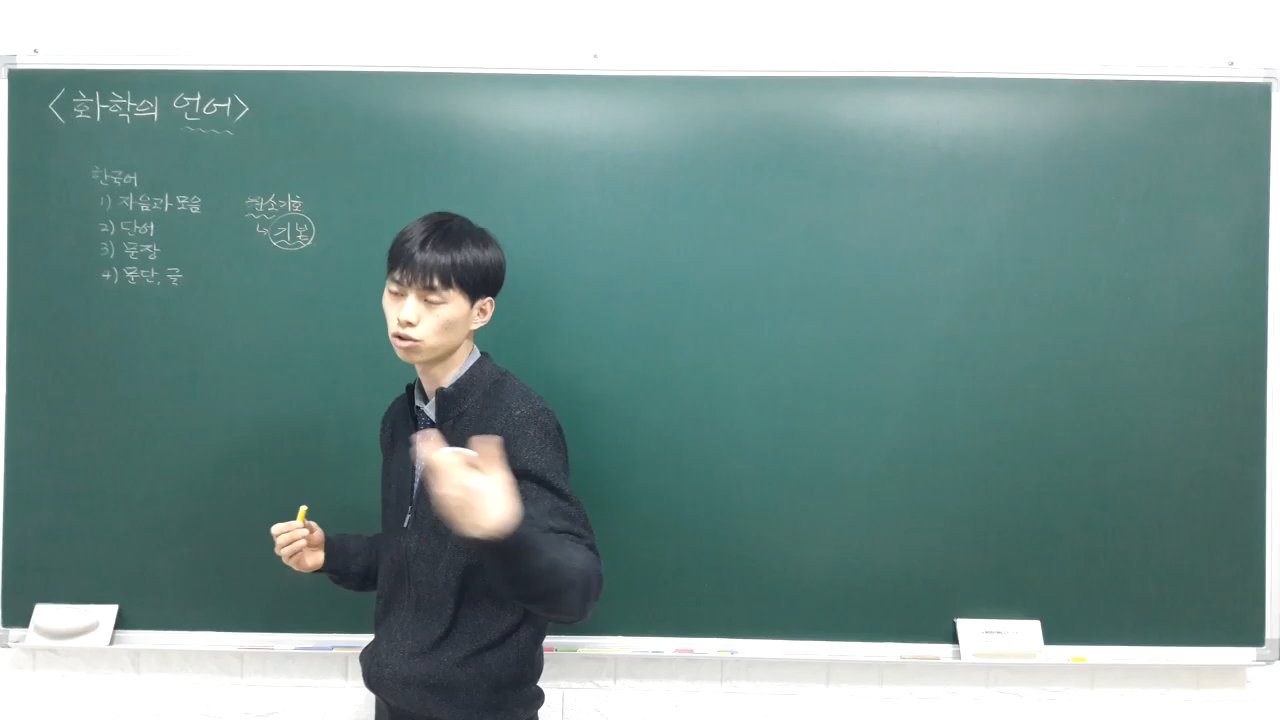 <화학의 언어>
한국어
1) 자음과 모음
2) 단어
3) 문장
4) 문단, 글
원소기호
↳ 기본